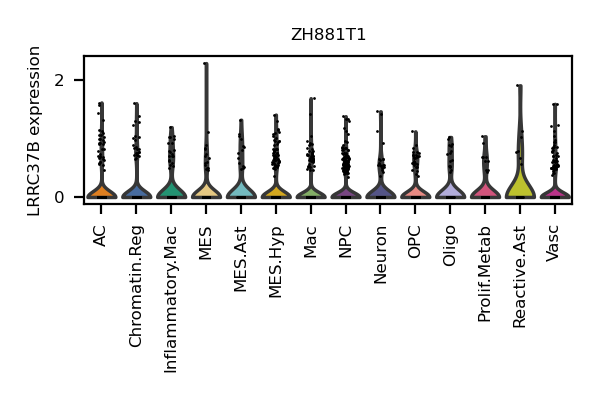 ZH881T1
LRRC37B expression
2
0
AC
Chromatin.Reg
Inflammatory.Mac
MES
MES.Ast
MES.Hyp
Mac
NPC
Neuron
OPC
Oligo
Prolif.Metab
Reactive.Ast
Vasc